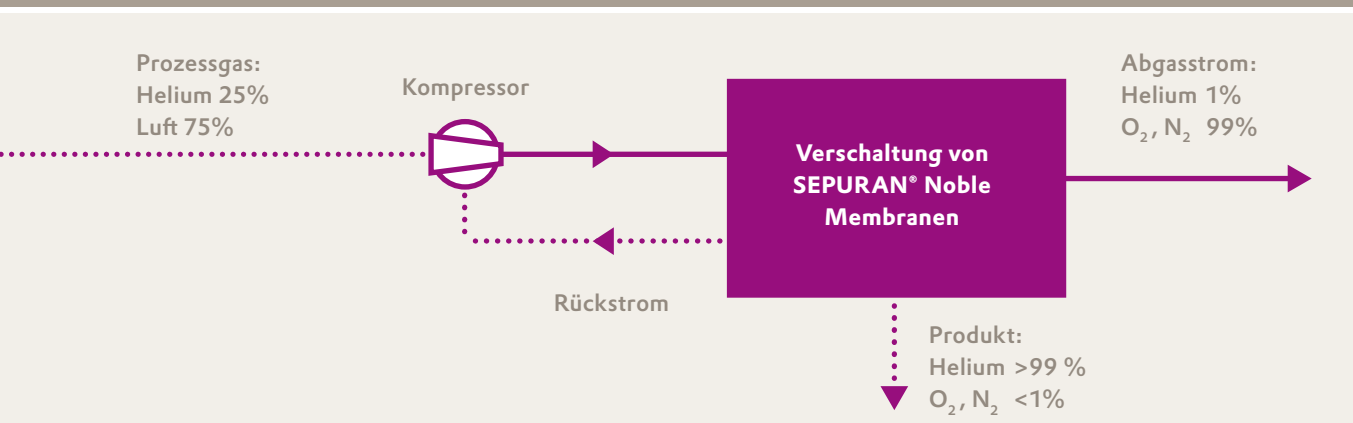 Prozessgas:
Helium 25%
Luft 75%
Kompressor
Abgasstrom:
Helium 1%
O₂, N₂ 99%
Verschaltung von
SEPURAN® Noble
Membranen
Rückstrom
Produkt:
Helium >99 %
O₂, N₂ <1%